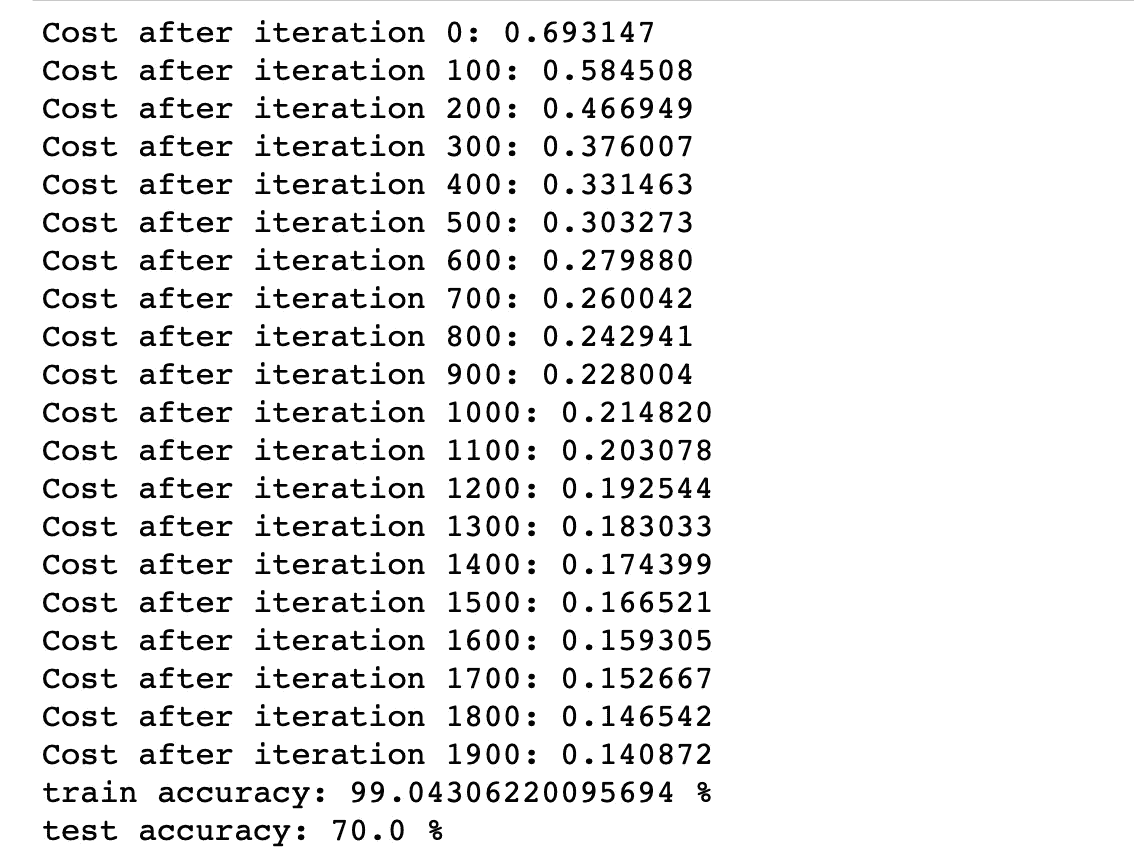 Cost after iteration 0: 0.693147
Cost after iteration 100: 0.584508
Cost after iteration 200: 0.466949
Cost after iteration 300: 0.376007
Cost after iteration 400: 0.331463
Cost after iteration 500: 0.303273
Cost after iteration 600: 0.279880
Cost after iteration 700: 0.260042
Cost after iteration 800: 0.242941
Cost after iteration 900: 0.228004
Cost after iteration 1000: 0.214820
Cost after iteration 1100: 0.203078
Cost after iteration 1200: 0.192544
Cost after iteration 1300: 0.183033
Cost after iteration 1400: 0.174399
Cost after iteration 1500: 0.166521
Cost after iteration 1600: 0.159305
Cost after iteration 1700: 0.152667
Cost after iteration 1800: 0.146542
Cost after iteration 1900: 0.140872
train accuracy: 99.04306220095694 %
test accuracy: 70.0 %